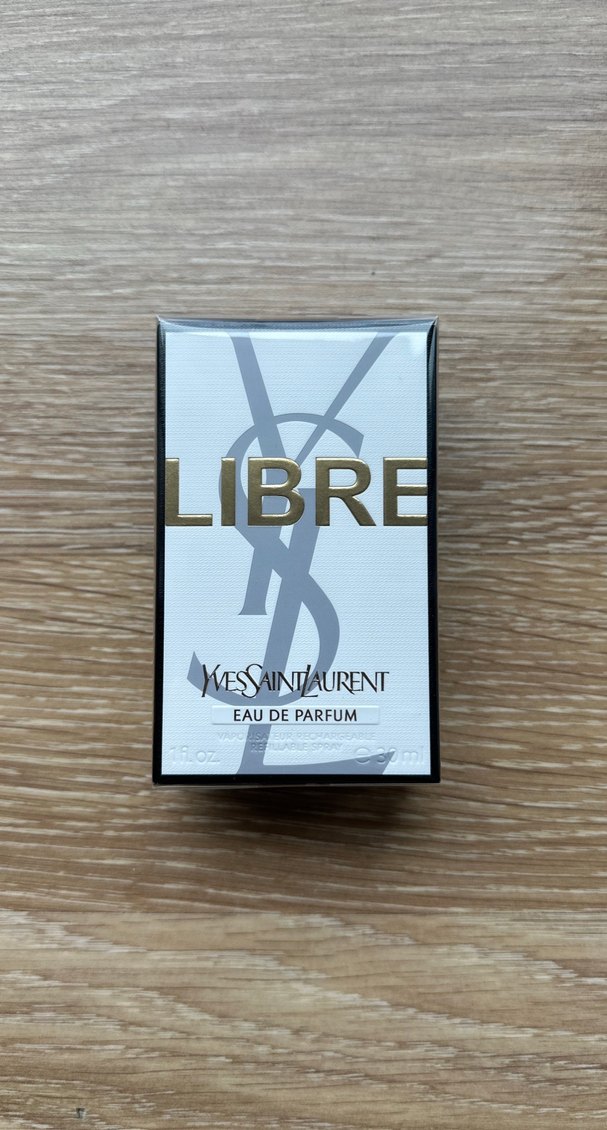 LIBRE
YVESSAINTLAURENT
EAU DE PARFUM
VAPORISATEUR RECHARGEABLE
REFILLABLE SPRAY
1 fl. oz. ℮ 30 ml